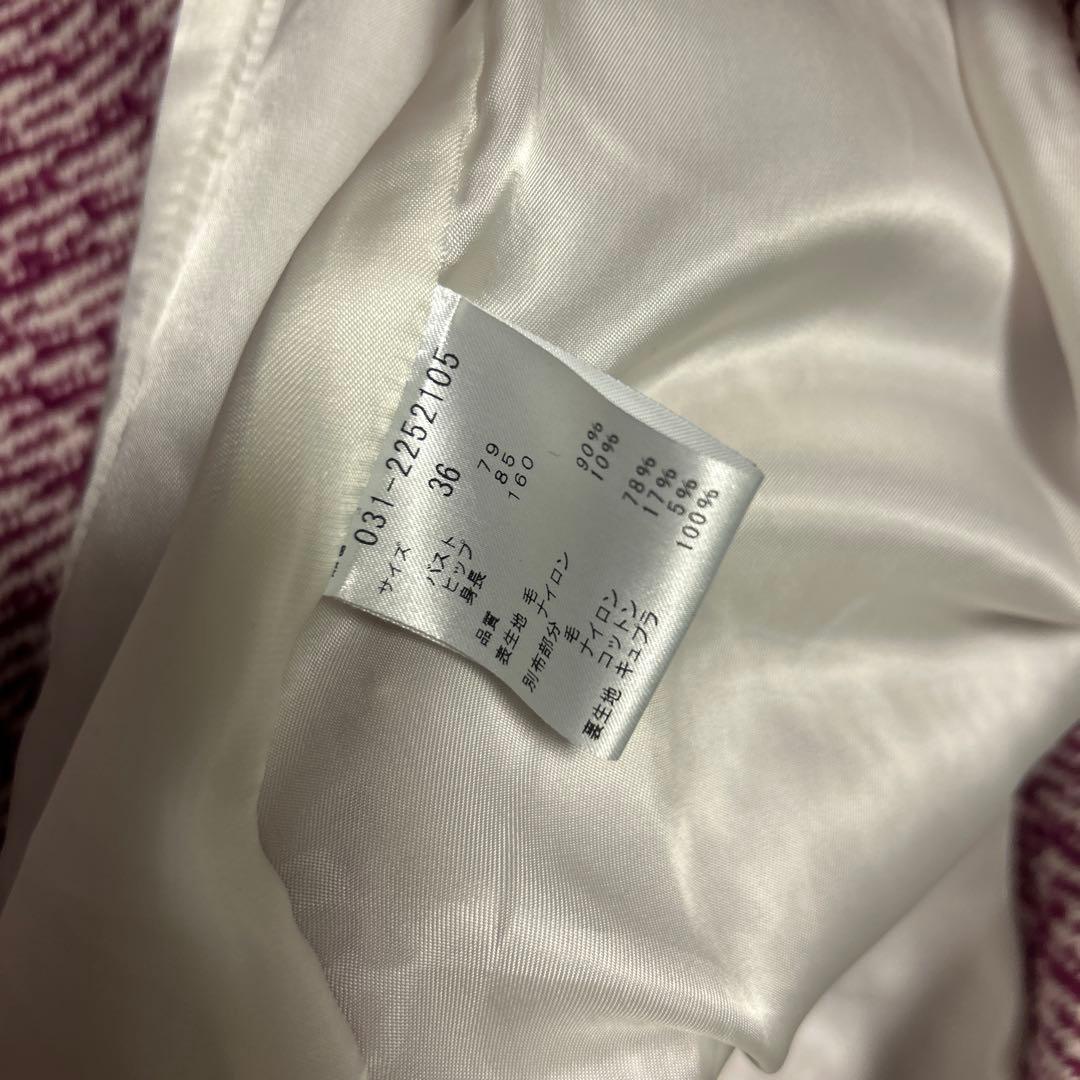 031-2252105
サイズ 36
バスト 79
ヒップ 85
身長 160
品質
表生地 毛 90%
ナイロン 10%
別布部分 毛 78%
ナイロン 17%
コットン 5%
裏生地 キュプラ 100%